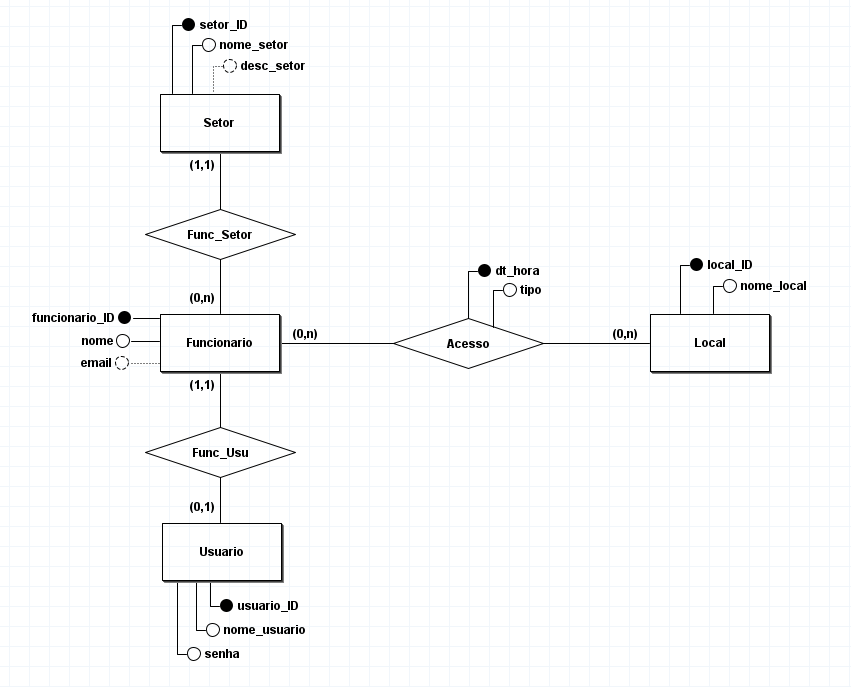 setor_ID
nome_setor
desc_setor
Setor
(1,1)
Func_Setor
(0,n)
funcionario_ID
nome
email
Funcionario
(0,n)
dt_hora
tipo
Acesso
(0,n)
local_ID
nome_local
Local
(1,1)
Func_Usu
(0,1)
Usuario
usuario_ID
nome_usuario
senha